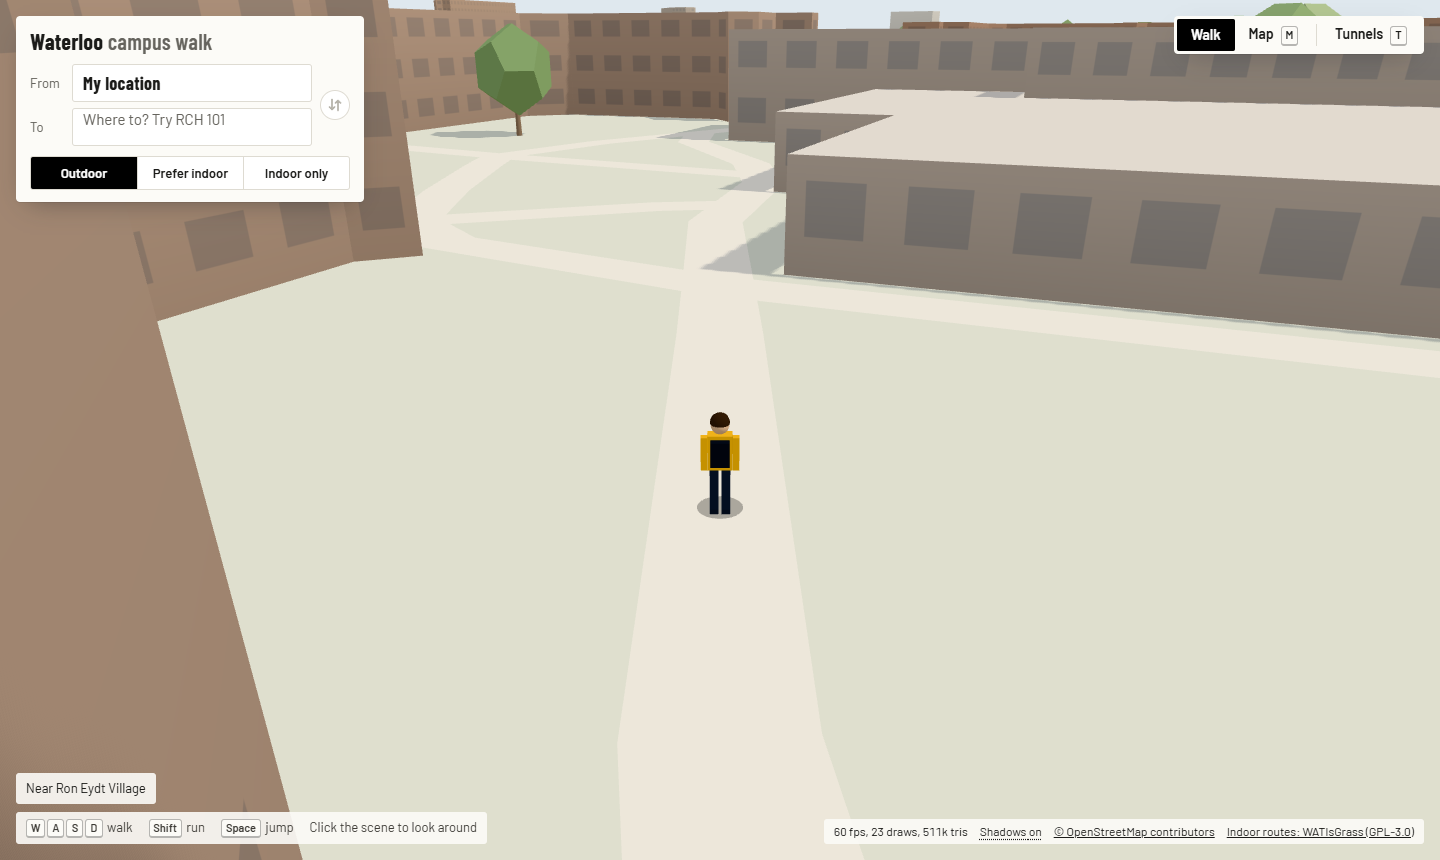 Waterloo campus walk
From My location
To Where to? Try RCH 101
Outdoor Prefer indoor Indoor only
Walk Map M Tunnels T
Near Ron Eydt Village
W A S D walk Shift run Space jump Click the scene to look around
60 fps, 23 draws, 511k tris Shadows on © OpenStreetMap contributors Indoor routes: WATIsGrass (GPL-3.0)